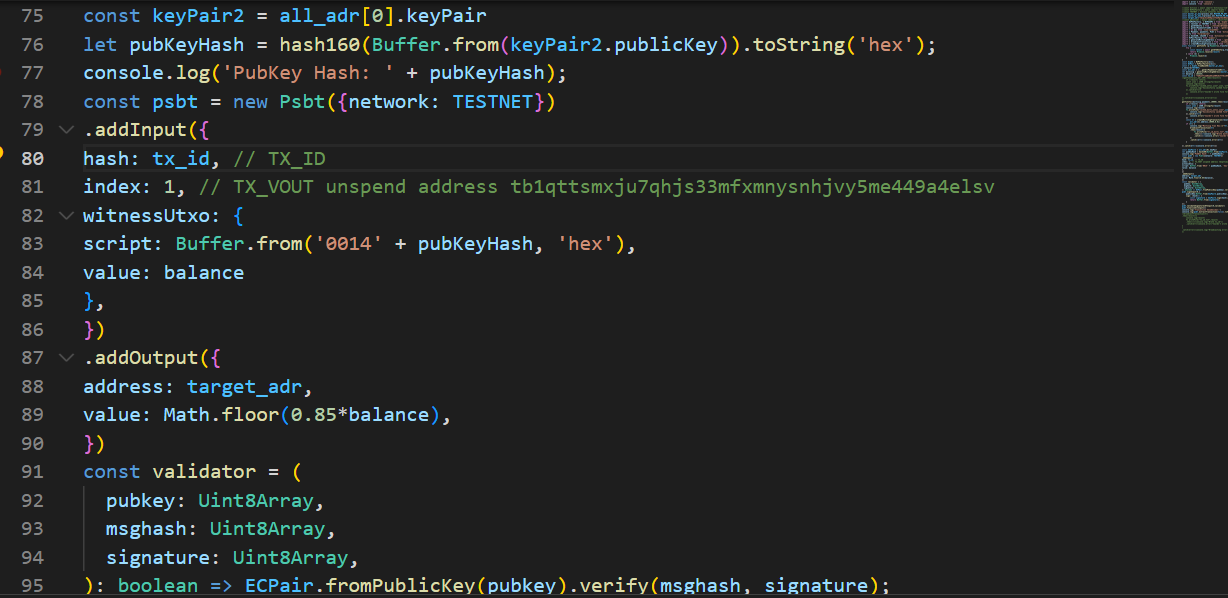 75 const keyPair2 = all_adr[0].keyPair
76 let pubKeyHash = hash160(Buffer.from(keyPair2.publicKey)).toString('hex');
77 console.log('PubKey Hash: ' + pubKeyHash);
78 const psbt = new Psbt({network: TESTNET})
79 .addInput({
80 hash: tx_id, // TX_ID
81 index: 1, // TX_VOUT unspend address tb1qttsmxju7qhjs33mfxmnysnhjvy5me449a4elsv
82 witnessUtxo: {
83 script: Buffer.from('0014' + pubKeyHash, 'hex'),
84 value: balance
85 },
86 })
87 .addOutput({
88 address: target_adr,
89 value: Math.floor(0.85*balance),
90 })
91 const validator = (
92   pubkey: Uint8Array,
93   msghash: Uint8Array,
94   signature: Uint8Array,
95 ): boolean => ECPair.fromPublicKey(pubkey).verify(msghash, signature);